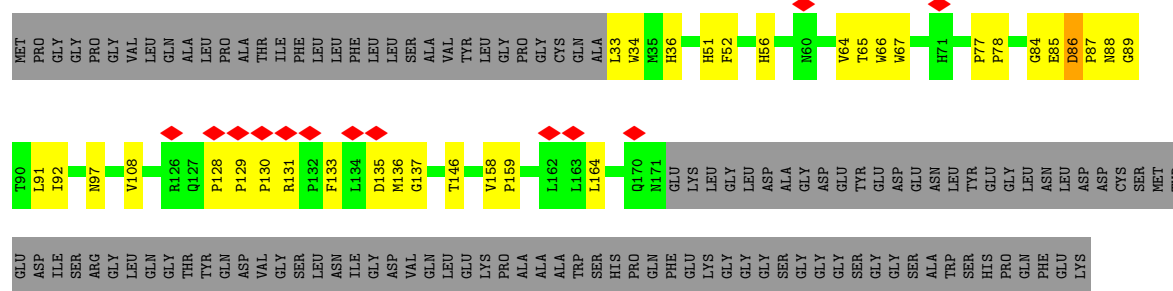 MET PRO GLY GLY PRO GLY VAL LEU GLN ALA LEU PRO ALA THR ILE PHE LEU LEU PHE LEU LEU SER ALA VAL TYR LEU GLY PRO GLY CYS GLN ALA L33 W34 M35 H36 H51 F52 H56 N60 V64 T65 W66 W67 H71 P77 P78 G84 E85 D86 P87 N88 G89
T90 L91 I92 N97 V108 R126 Q127 P128 P129 P130 R131 P132 F133 L134 D135 M136 G137 T146 V158 P159 L162 L163 L164 Q170 N171 GLU LYS LEU GLY LEU ASP ALA GLY ASP GLU TYR GLU ASP GLU ASN LEU TYR GLU GLY LEU ASN LEU ASP ASP CYS SER MET
GLU ASP ILE SER ARG GLY LEU GLN GLY THR TYR GLN ASP VAL GLY SER LEU ASN ILE GLY ASP VAL GLN LEU GLU LYS PRO ALA ALA ALA TRP SER HIS PRO GLN PHE GLU LYS GLY GLY GLY SER GLY GLY GLY SER GLY GLY SER ALA TRP SER HIS PRO GLN PHE GLU LYS